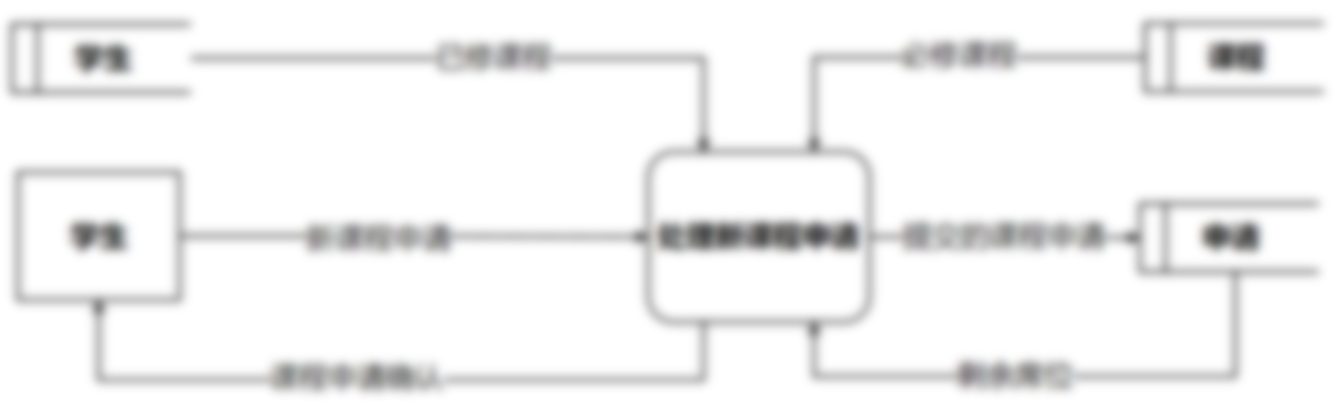 学生
已修课程
必修课程
课程
学生
新课程申请
处理新课程申请
提交的课程申请
申请
课程申请确认
剩余席位